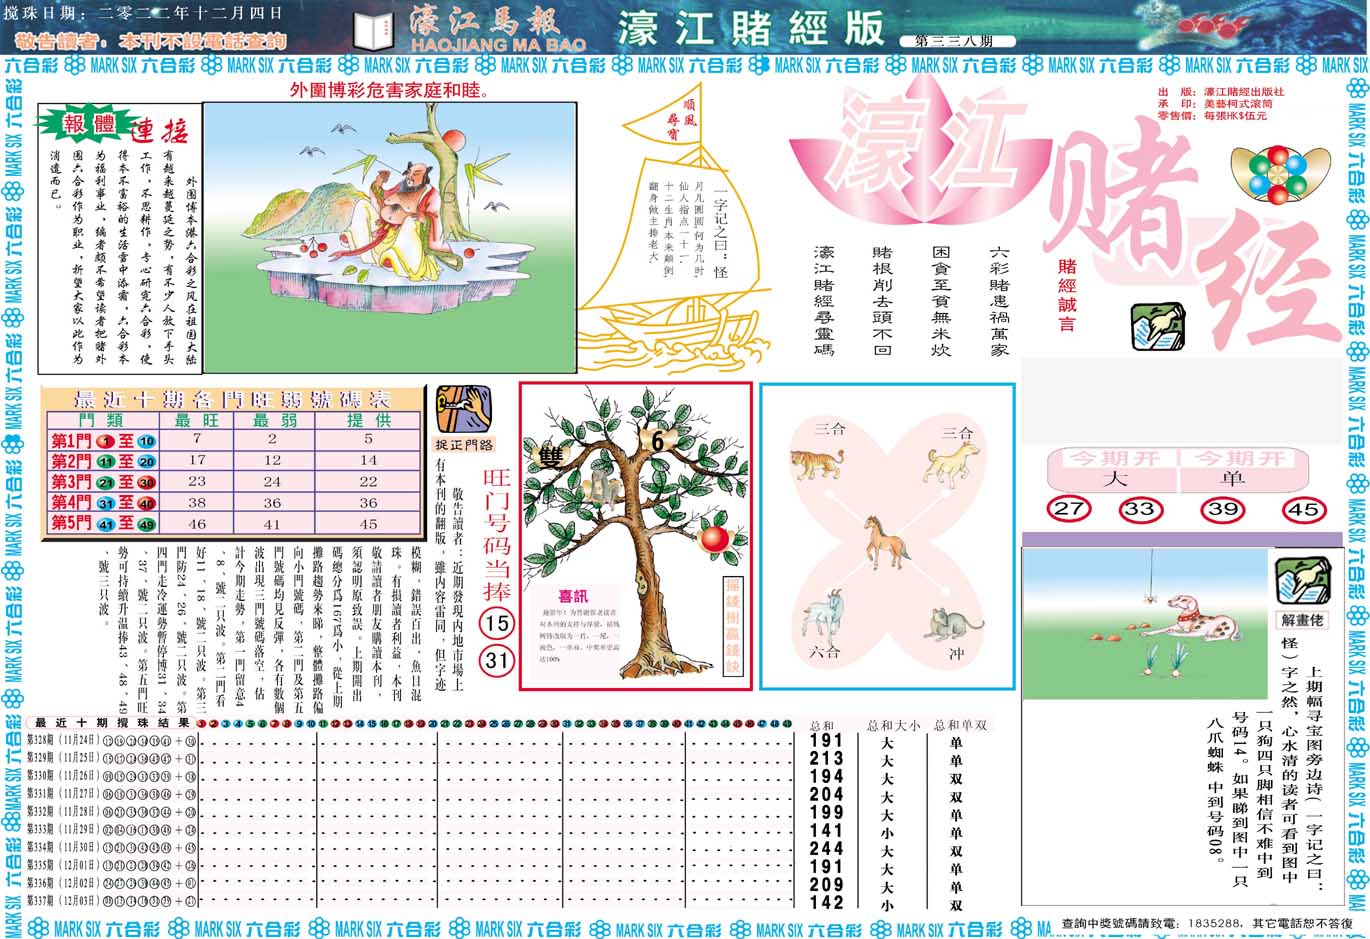 搅珠日期：二零二二年十二月四日
敬告讀者：本刊不設電話查詢
濠江馬報
HAOJIANG MA BAO
濠江賭經版
第三三八期
六合彩 MARK SIX 六合彩 MARK SIX 六合彩 MARK SIX 六合彩 MARK SIX 六合彩 MARK SIX 六合彩 MARK SIX 六合彩 MARK SIX 六合彩 MARK SIX 六合彩 MARK SIX 六合彩 MARK SIX
外圍博彩危害家庭和睦。
報體連接
外围博本港六合彩之风在祖国大陆
有越来越蔓延之势，有不少人放下手头
工作，不思耕作，专心研究六合彩，使
得本不富裕的生活雪中添霜，六合彩本
为福利事业，编者颇不希望读者把赌外
围六合彩作为职业，祈望大家以此作为
消遣而已。
順風
尋寶
一字记之曰：怪
月儿圆圆何为几时
仙人指点一十一
十二生肖本来颠倒
翻身做主捧老大
濠江
赌经
出　版：濠江賭經出版社
承　印：美藝柯式滾筒
零售價：每張HK$伍元
六彩賭患禍萬家
困食至貧無米炊
賭根削去頭不回
濠江賭經尋靈碼
賭經誠言
最近十期各門旺弱號碼表
門類 最旺 最弱 提供
第1門 1 至 10 7 2 5
第2門 11 至 20 17 12 14
第3門 21 至 30 23 24 22
第4門 31 至 40 38 36 36
第5門 41 至 49 46 41 45
捉正門路
旺门号码当捧
15
31
敬告讀者：近期發現内地市場上
有本刊的翻版，雖内容雷同，但字迹
模糊，錯誤百出，魚目混
珠。有損讀者利益，本刊
敬請讀者朋友購讀本刊，
須認明原致誤。上期開出
碼總分爲167爲小，從上期
攤路趨勢來睇，整體攤路偏
向小門號碼，第二門及第五
門號碼均見反彈，各有數個
波出現三門號碼落空，估
計今期走勢，第一門留意4
、8、號二只波，第二門看
好11、18、號二只波。第三
門防24、28、號二只波。第
四門走冷運勢暫停博31、34
、37、號二只波。第五門旺
勢可持續升温捧43、48、49
、號三只波。
雙
6
喜訊
摇錢樹贏錢訣
三合
三合
六合
冲
今期开 今期开
大 单
27 33 39 45
解畫佬
上期幅寻宝图旁边诗(一字记之曰：
怪)字之然，心水清的读者可看到图中
一只狗四只脚相信不难中到
号码14。如果睇到图中一只
八爪蜘蛛 中到号码08。
最近十期搅珠結果 总和 总和大小 总和单双
第328期(11月24日) 191 大 单
第329期(11月25日) 213 大 单
第330期(11月26日) 194 大 双
第331期(11月27日) 204 大 双
第332期(11月28日) 199 大 单
第333期(11月29日) 141 小 单
第334期(11月30日) 244 大 双
第335期(12月01日) 191 大 单
第336期(12月02日) 209 大 单
第337期(12月03日) 142 小 双
查詢中獎號碼請致電：1835288，其它電話恕不答復